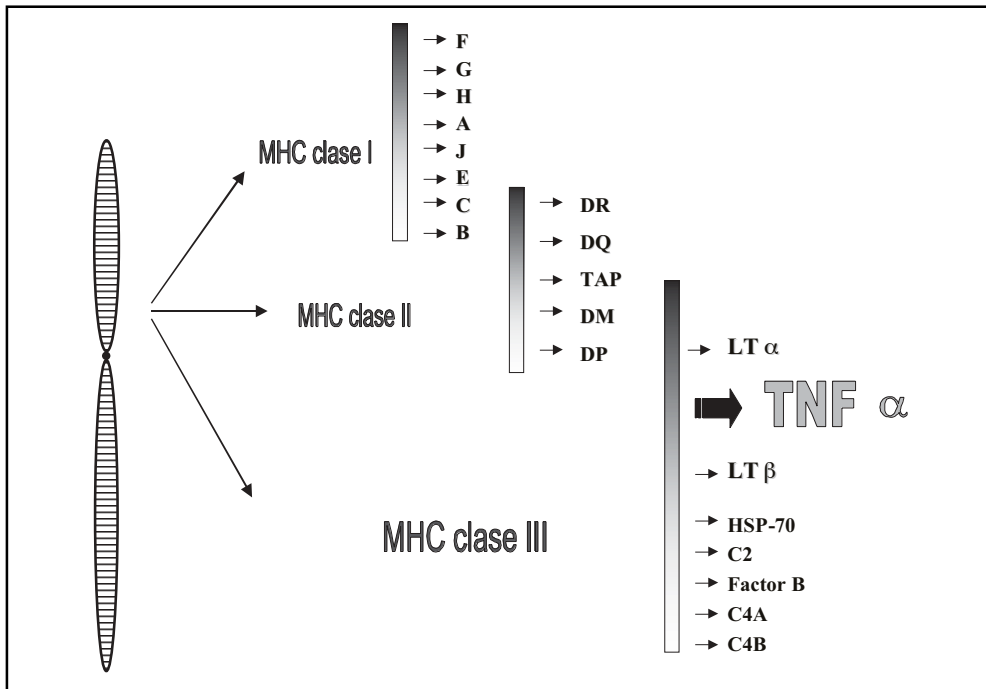 MHC clase I
F
G
H
A
J
E
C
B
MHC clase II
DR
DQ
TAP
DM
DP
MHC clase III
LT α
TNF α
LT β
HSP-70
C2
Factor B
C4A
C4B